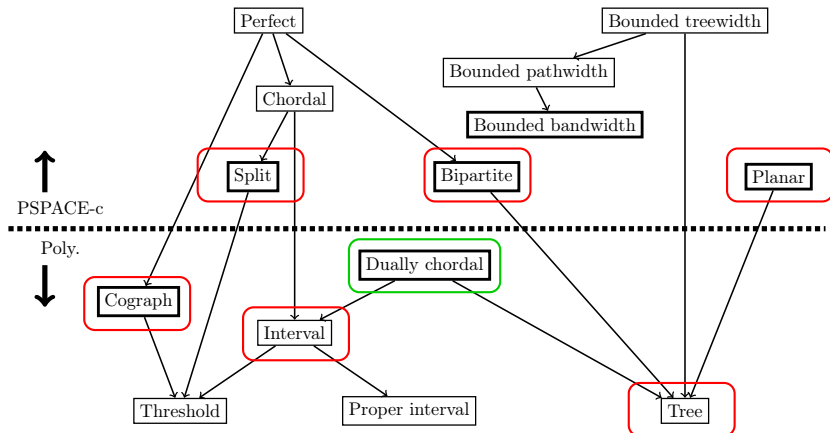 Perfect
Bounded treewidth
Bounded pathwidth
Chordal
Bounded bandwidth
Split
Bipartite
Planar
PSPACE-c
Poly.
Dually chordal
Cograph
Interval
Threshold
Proper interval
Tree